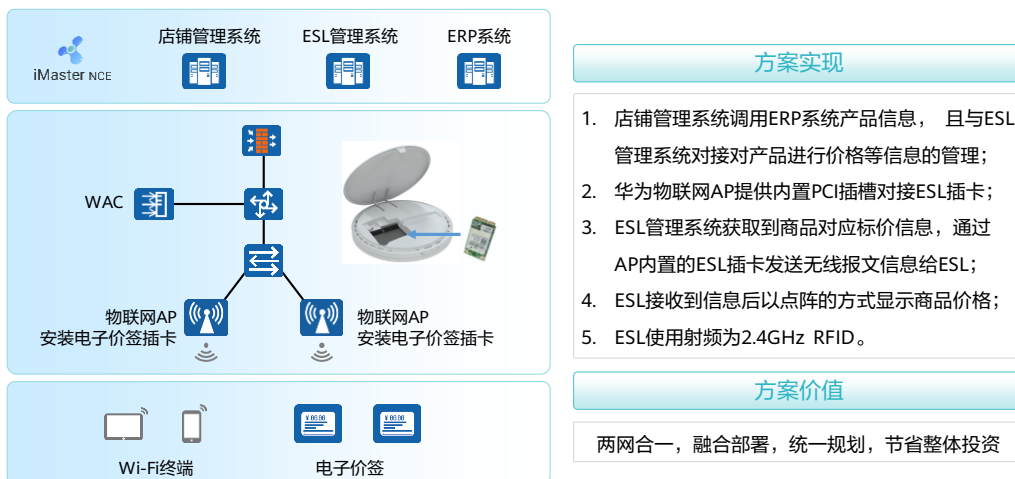 店铺管理系统
ESL管理系统
ERP系统
iMaster NCE
WAC
物联网AP
安装电子价签插卡
物联网AP
安装电子价签插卡
Wi-Fi终端
¥ 00.00
¥ 00.00
电子价签
方案实现
1. 店铺管理系统调用ERP系统产品信息， 且与ESL
管理系统对接对产品进行价格等信息的管理；
2. 华为物联网AP提供内置PCI插槽对接ESL插卡；
3. ESL管理系统获取到商品对应标价信息，通过
AP内置的ESL插卡发送无线报文信息给ESL；
4. ESL接收到信息后以点阵的方式显示商品价格；
5. ESL使用射频为2.4GHz RFID。
方案价值
两网合一，融合部署，统一规划，节省整体投资